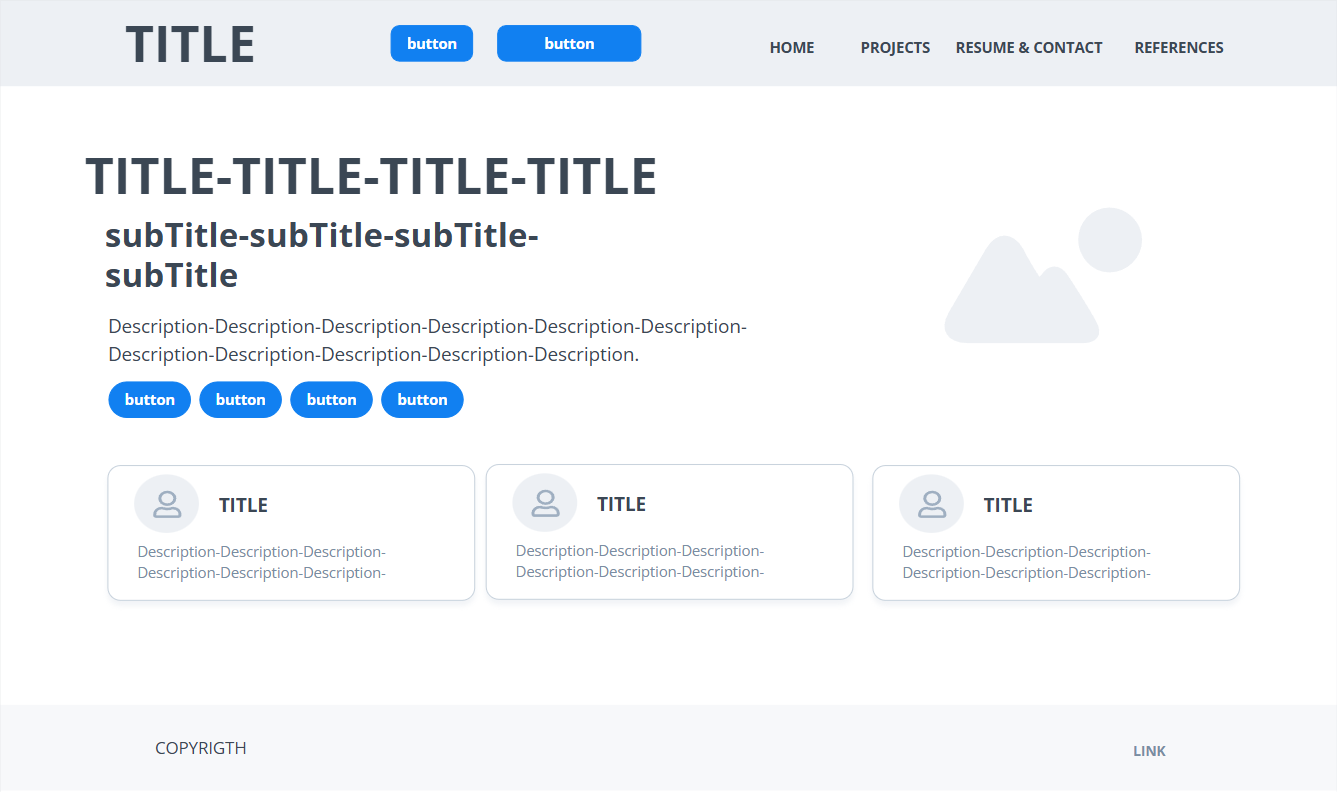 TITLE
button
button
HOME
PROJECTS
RESUME & CONTACT
REFERENCES
TITLE-TITLE-TITLE-TITLE
subTitle-subTitle-subTitle-
subTitle
Description-Description-Description-Description-Description-Description-
Description-Description-Description-Description-Description.
button
button
button
button
TITLE
Description-Description-Description-
Description-Description-Description-
TITLE
Description-Description-Description-
Description-Description-Description-
TITLE
Description-Description-Description-
Description-Description-Description-
COPYRIGTH
LINK